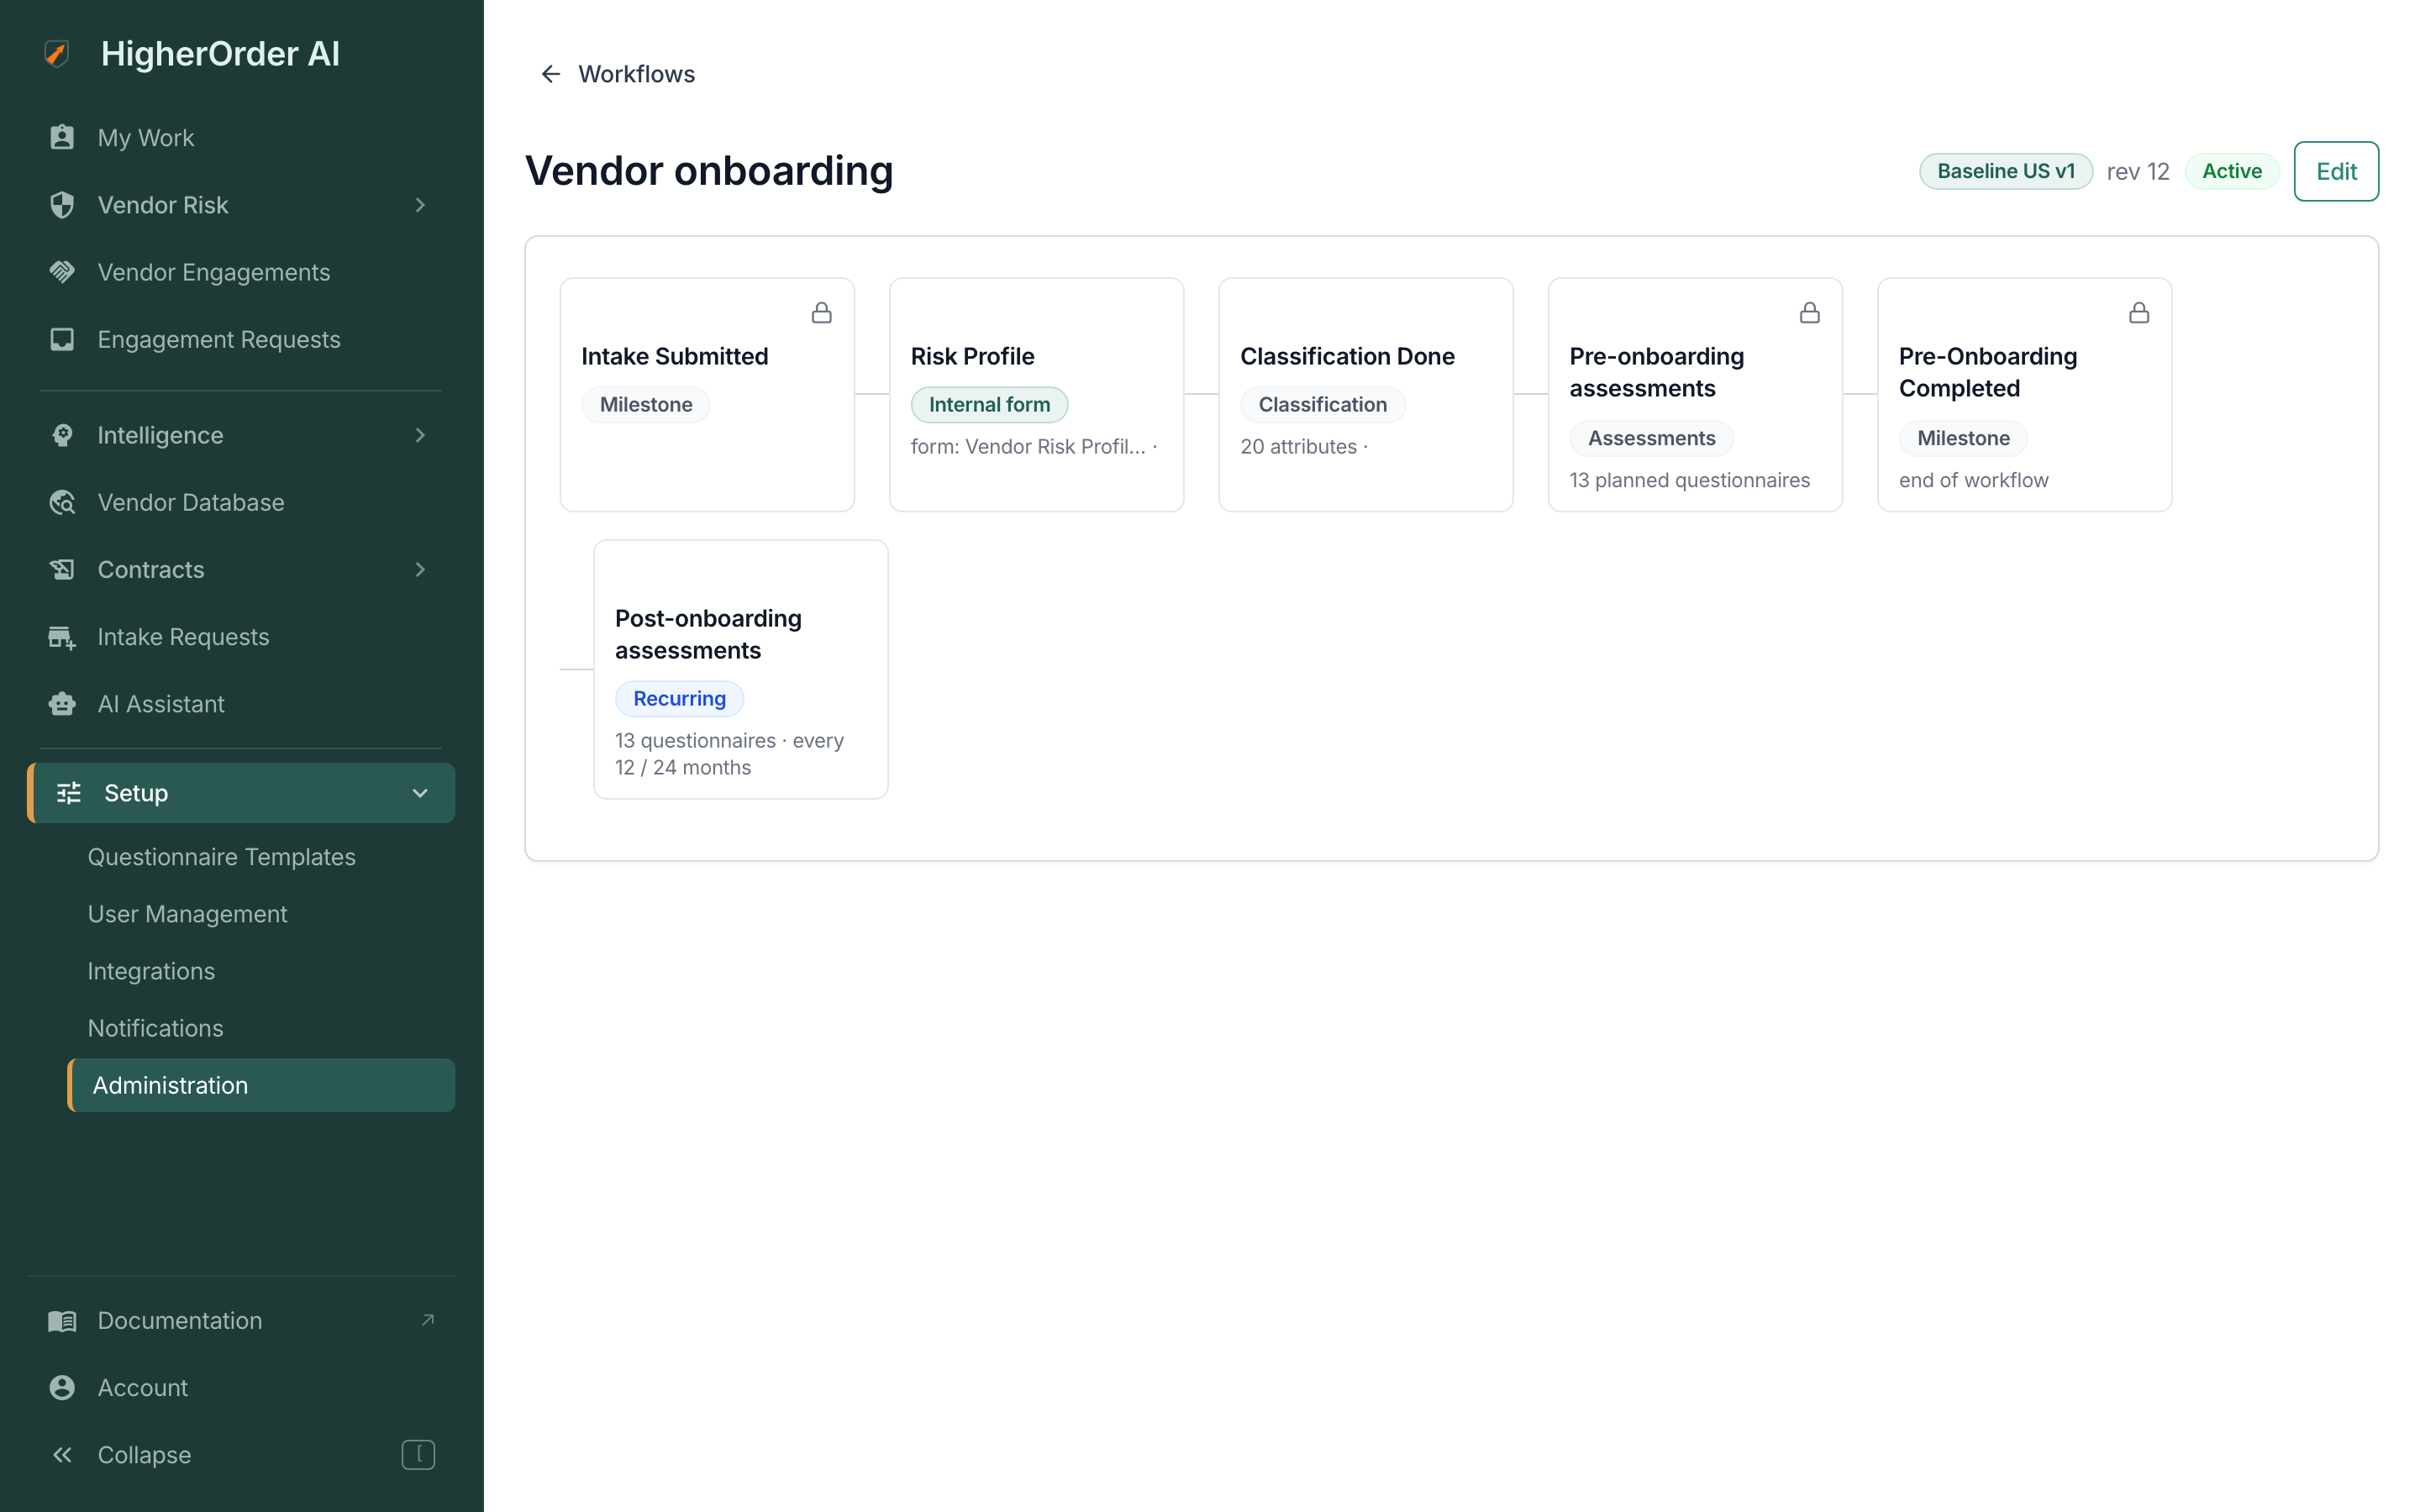 HigherOrder AI
My Work
Vendor Risk
Vendor Engagements
Engagement Requests
Intelligence
Vendor Database
Contracts
Intake Requests
AI Assistant
Setup
Questionnaire Templates
User Management
Integrations
Notifications
Administration
Documentation
Account
Collapse
[
Workflows
Vendor onboarding
Baseline US v1
rev 12
Active
Edit
Intake Submitted
Milestone
Risk Profile
Internal form
form: Vendor Risk Profil... ·
Classification Done
Classification
20 attributes ·
Pre-onboarding
assessments
Assessments
13 planned questionnaires
Pre-Onboarding
Completed
Milestone
end of workflow
Post-onboarding
assessments
Recurring
13 questionnaires · every
12 / 24 months